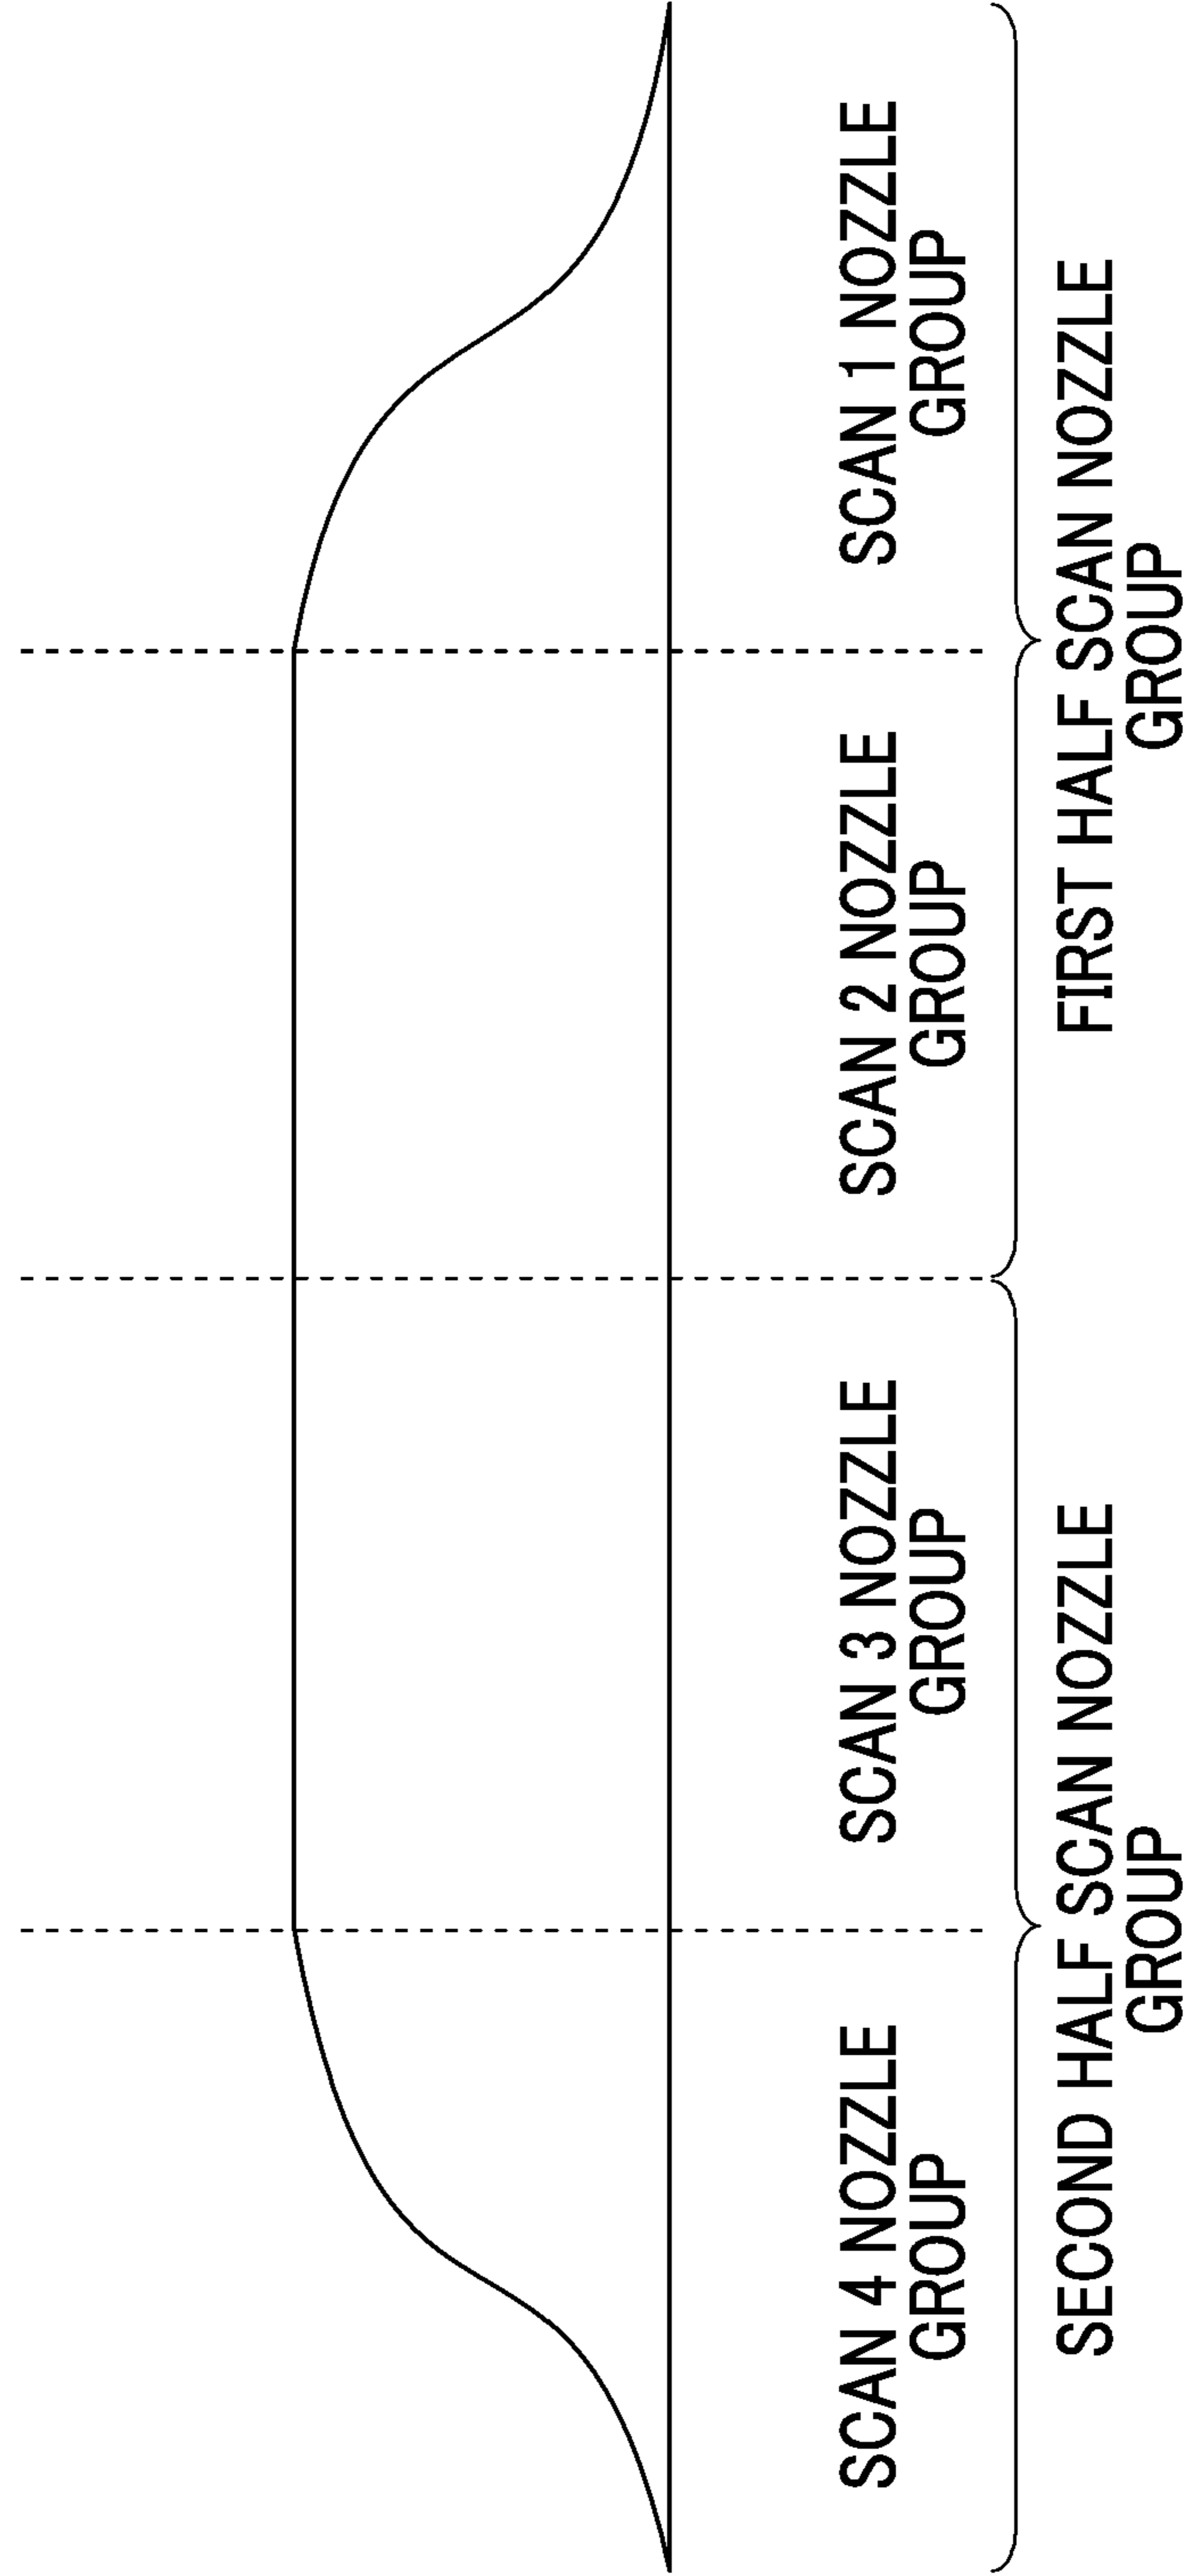 SCAN 4 NOZZLE
GROUP
SCAN 3 NOZZLE
GROUP
SCAN 2 NOZZLE
GROUP
SCAN 1 NOZZLE
GROUP
SECOND HALF SCAN NOZZLE
GROUP
FIRST HALF SCAN NOZZLE
GROUP